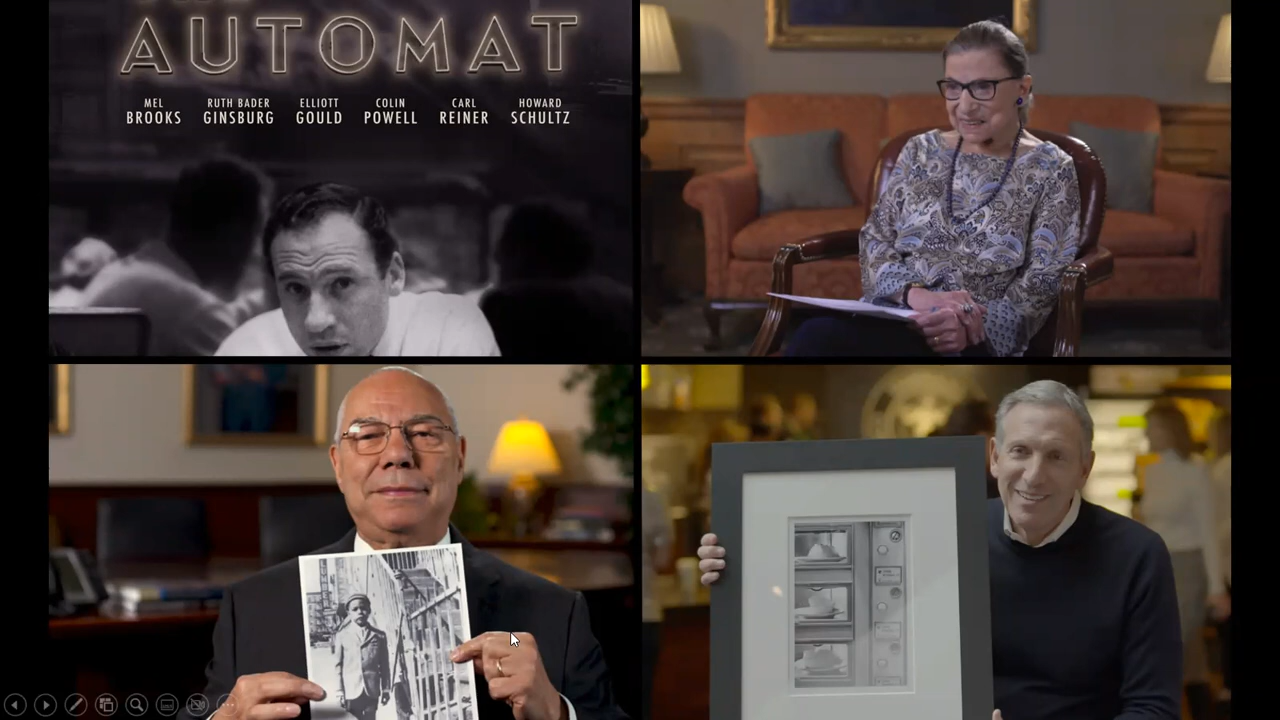 AUTOMAT
MEL RUTH BADER ELLIOTT COLIN CARL HOWARD
BROOKS GINSBURG GOULD POWELL REINER SCHULTZ